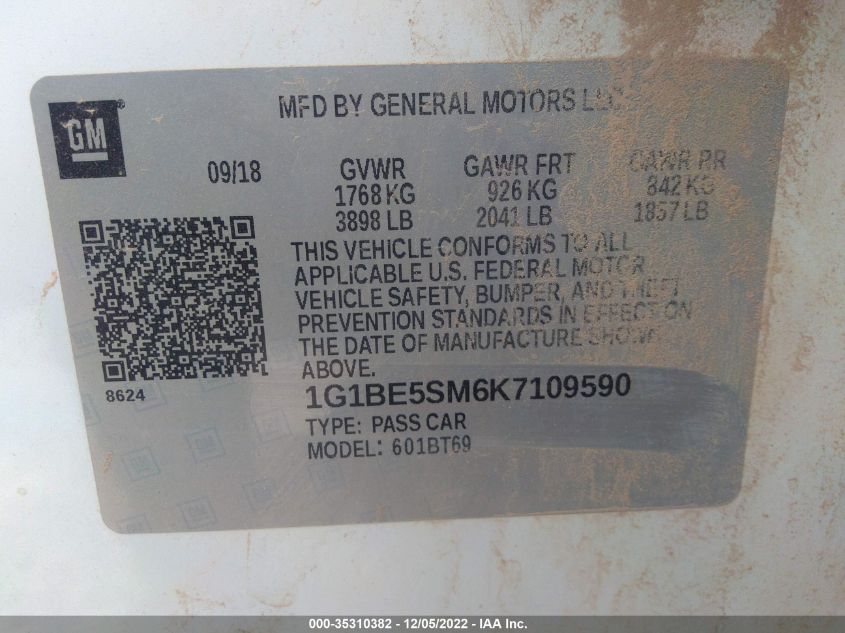 GM
MFD BY GENERAL MOTORS LLC
09/18 GVWR GAWR FRT GAWR RR
1768 KG 926 KG 842 KG
3898 LB 2041 LB 1857 LB
THIS VEHICLE CONFORMS TO ALL
APPLICABLE U.S. FEDERAL MOTOR
VEHICLE SAFETY, BUMPER, AND THEFT
PREVENTION STANDARDS IN EFFECT ON
THE DATE OF MANUFACTURE SHOWN
ABOVE.
8624
1G1BE5SM6K7109590
TYPE: PASS CAR
MODEL: 601BT69
000-35310382 - 12/05/2022 - IAA Inc.